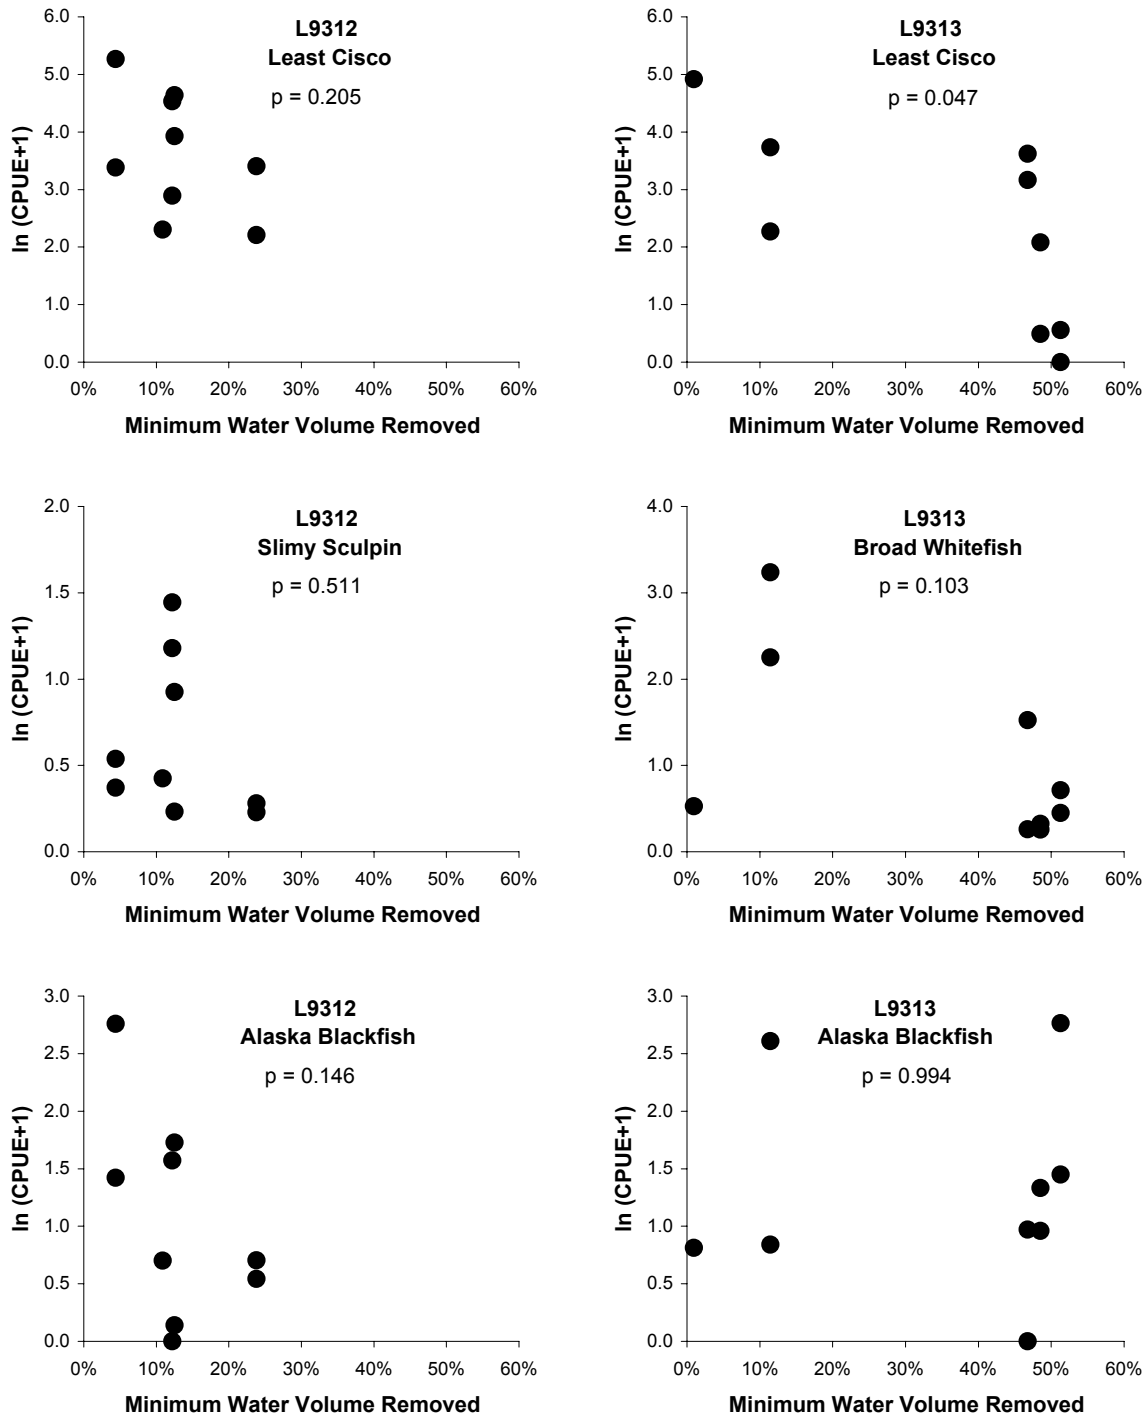 L9312
Least Cisco
p = 0.205
ln (CPUE+1)
6.0
5.0
4.0
3.0
2.0
1.0
0.0
0% 10% 20% 30% 40% 50% 60%
Minimum Water Volume Removed
L9313
Least Cisco
p = 0.047
ln (CPUE+1)
6.0
5.0
4.0
3.0
2.0
1.0
0.0
0% 10% 20% 30% 40% 50% 60%
Minimum Water Volume Removed
L9312
Slimy Sculpin
p = 0.511
ln (CPUE+1)
2.0
1.5
1.0
0.5
0.0
0% 10% 20% 30% 40% 50% 60%
Minimum Water Volume Removed
L9313
Broad Whitefish
p = 0.103
ln (CPUE+1)
4.0
3.0
2.0
1.0
0.0
0% 10% 20% 30% 40% 50% 60%
Minimum Water Volume Removed
L9312
Alaska Blackfish
p = 0.146
ln (CPUE+1)
3.0
2.5
2.0
1.5
1.0
0.5
0.0
0% 10% 20% 30% 40% 50% 60%
Minimum Water Volume Removed
L9313
Alaska Blackfish
p = 0.994
ln (CPUE+1)
3.0
2.5
2.0
1.5
1.0
0.5
0.0
0% 10% 20% 30% 40% 50% 60%
Minimum Water Volume Removed